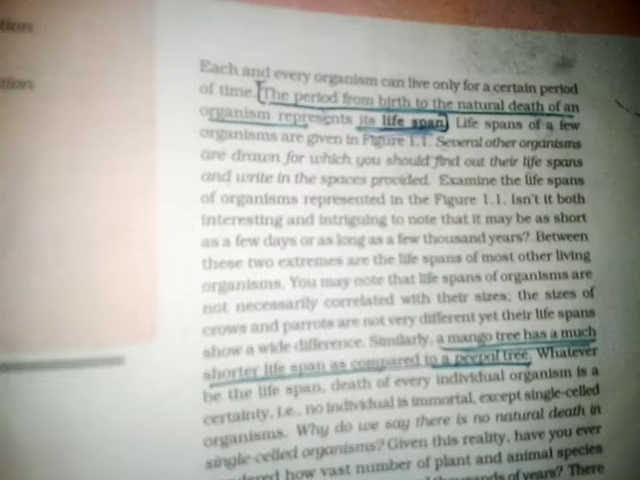 Each and every organism can live only for a certain period
of time. The period from birth to the natural death of an
organism represents its life span. Life spans of a few
organisms are given in Figure 1.1. Several other organisms
are drawn for which you should find out their life spans
and write in the spaces provided. Examine the life spans
of organisms represented in the Figure 1.1. Isn't it both
interesting and intriguing to note that it may be as short
as a few days or as long as a few thousand years? Between
these two extremes are the life spans of most other living
organisms. You may note that life spans of organisms are
not necessarily correlated with their sizes; the sizes of
crows and parrots are not very different yet their life spans
show a wide difference. Similarly, a mango tree has a much
shorter life span as compared to a peepal tree. Whatever
be the life span, death of every individual organism is a
certainty, i.e., no individual is immortal, except single-celled
organisms. Why do we say there is no natural death in
single-celled organisms? Given this reality, have you ever
how vast number of plant and animal species
of years? There